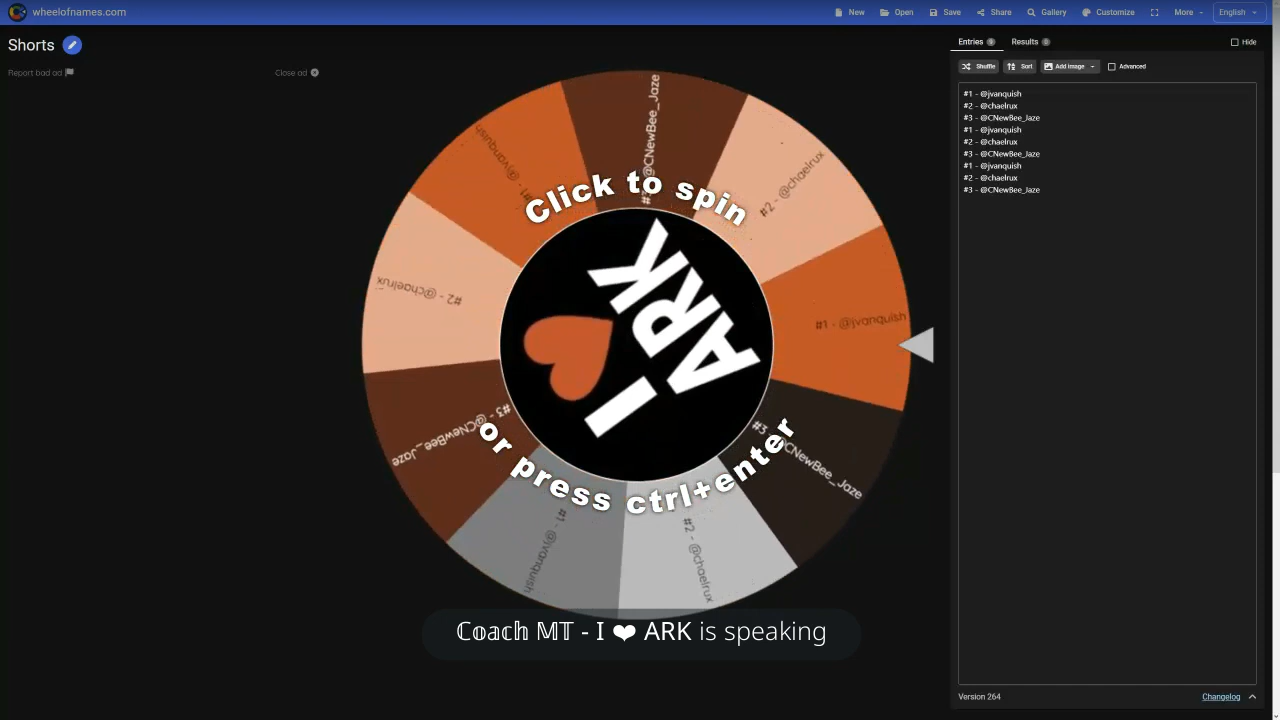 wheelofnames.com
New Open Save Share Gallery Customize More English
Shorts
Report bad ad
Close ad
Entries 9 Results 0 Hide
Shuffle Sort Add image Advanced
#1 - @jvanquish
#2 - @chaelrux
#3 - @CNewBee_Jaze
#1 - @jvanquish
#2 - @chaelrux
#3 - @CNewBee_Jaze
#1 - @jvanquish
#2 - @chaelrux
#3 - @CNewBee_Jaze
#3 - @CNewBee_Jaze
#2 - @chaelrux
#1 - @jvanquish
#3 - @CNewBee_Jaze
#2 - @chaelrux
#1 - @jvanquish
#3 - @CNewBee_Jaze
#2 - @chaelrux
#1 - @jvanquish
Click to spin
I
ARK
or press ctrl+enter
ℂ𝕠𝕒𝕔𝕙 𝕄𝕋 - I ❤ ARK is speaking
Version 264
Changelog